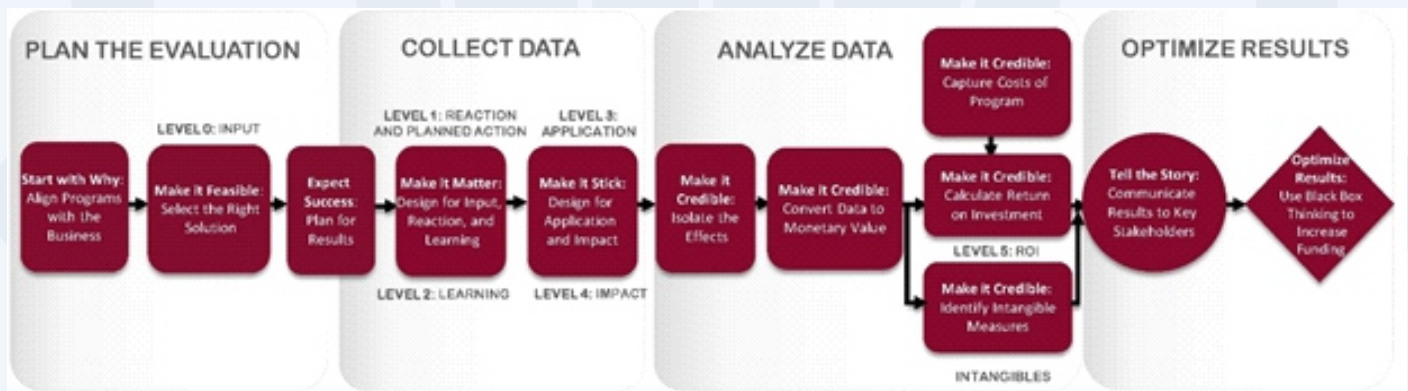 PLAN THE EVALUATION
COLLECT DATA
ANALYZE DATA
OPTIMIZE RESULTS
LEVEL 0: INPUT
Start with Why:
Align Programs
with the
Business
Make it Feasible:
Select the Right
Solution
Expect
Success:
Plan for
Results
LEVEL 1: REACTION
AND PLANNED ACTION
Make it Matter:
Design for Input,
Reaction, and
Learning
LEVEL 2: LEARNING
LEVEL 3:
APPLICATION
Make it Stick:
Design for
Application
and Impact
LEVEL 4: IMPACT
Make it
Credible:
Isolate the
Effects
Make it Credible:
Convert Data to
Monetary Value
Make it Credible:
Capture Costs of
Program
Make it Credible:
Calculate Return
on Investment
LEVEL 5: ROI
Make it Credible:
Identify Intangible
Measures
INTANGIBLES
Tell the Story:
Communicate
Results to Key
Stakeholders
Optimize
Results:
Use Black Box
Thinking to
Increase
Funding